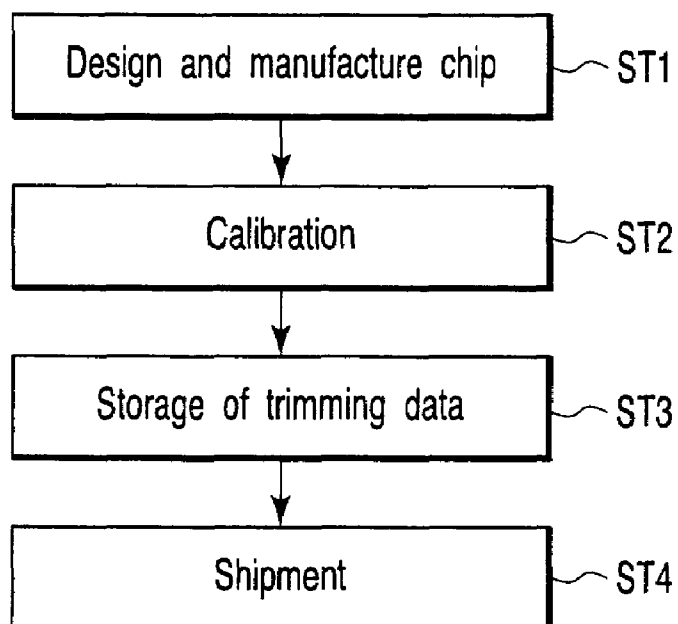 Design and manufacture chip ST1
Calibration ST2
Storage of trimming data ST3
Shipment ST4